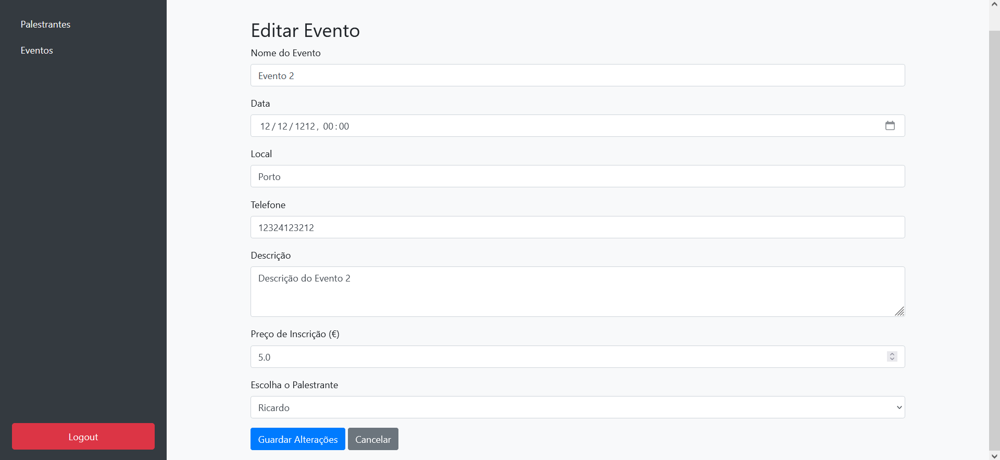 Palestrantes
Eventos
Logout
Editar Evento
Nome do Evento
Evento 2
Data
12/12/1212, 00:00
Local
Porto
Telefone
12324123212
Descrição
Descrição do Evento 2
Preço de Inscrição (€)
5.0
Escolha o Palestrante
Ricardo
Guardar Alterações Cancelar